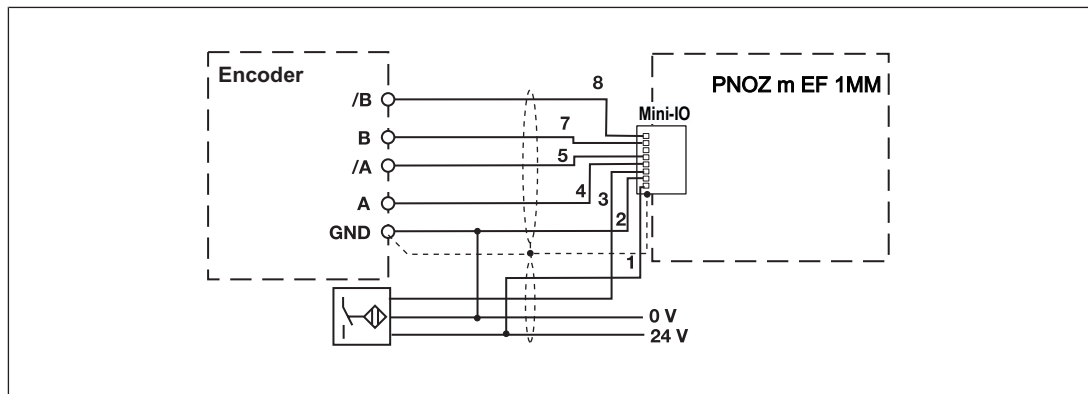 Encoder
PNOZ m EF 1MM
Mini-IO
/B
8
B
7
/A
5
A
4
3
GND
2
1
0 V
24 V